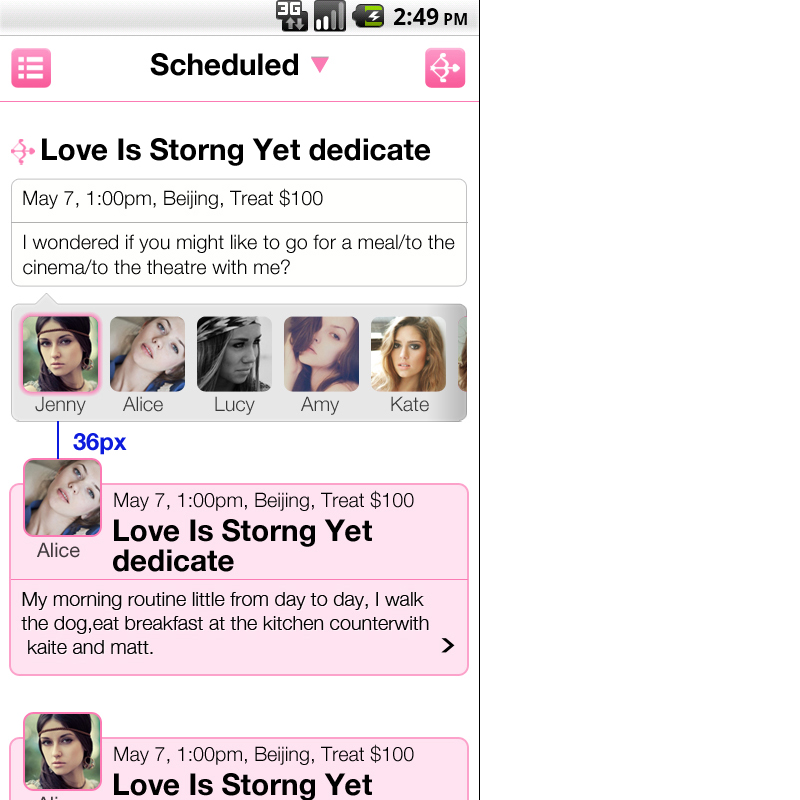 3G 2:49 PM
Scheduled
Love Is Storng Yet dedicate
May 7, 1:00pm, Beijing, Treat $100
I wondered if you might like to go for a meal/to the
cinema/to the theatre with me?
Jenny Alice Lucy Amy Kate
36px
May 7, 1:00pm, Beijing, Treat $100
Love Is Storng Yet
dedicate
Alice
My morning routine little from day to day, I walk
the dog,eat breakfast at the kitchen counterwith
kaite and matt.
May 7, 1:00pm, Beijing, Treat $100
Love Is Storng Yet